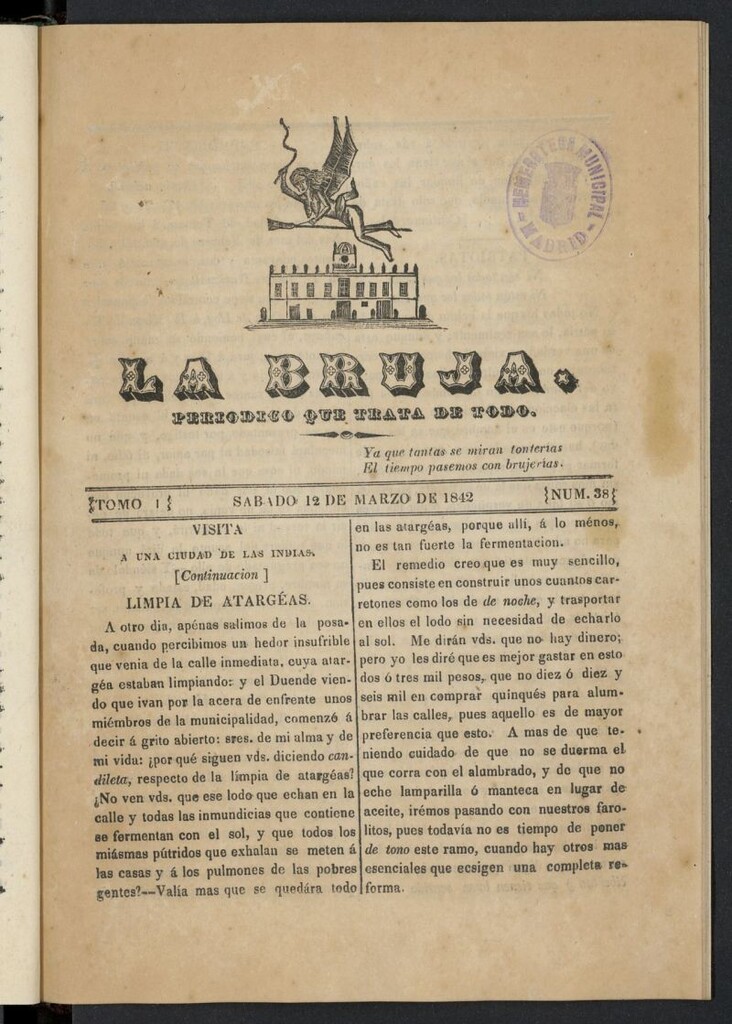 HEMEROTECA MUNICIPAL
MADRID
LA BRUJA.
PERIODICO QUE TRATA DE TODO.
Ya que tantas se miran tonterias
El tiempo pasemos con brujerias.
TOMO I
SABADO 12 DE MARZO DE 1842
NUM. 38
VISITA
A UNA CIUDAD DE LAS INDIAS.
[Continuacion ]
LIMPIA DE ATARGÉAS.
A otro dia, apénas salimos de la posa-
da, cuando percibimos un hedor insufrible
que venia de la calle inmediata, cuya atar-
géa estaban limpiando: y el Duende vien-
do que ivan por la acera de enfrente unos
miémbros de la municipalidad, comenzó á
decir á grito abierto: sres. de mi alma y de
mi vida: ¿por qué siguen vds. diciendo can-
dileta, respecto de la limpia de atargéas?
¿No ven vds. que ese lodo que echan en la
calle y todas las inmundicias que contiene
se fermentan con el sol, y que todos los
miásmas pútridos que exhalan se meten á
las casas y á los pulmones de las pobres
gentes?--Valía mas que se quedára todo
en las atargéas, porque allí, á lo ménos,
no es tan fuerte la fermentacion.
El remedio creo que es muy sencillo,
pues consiste en construir unos cuantos car-
retones como los de de noche, y trasportar
en ellos el lodo sin necesidad de echarlo
al sol. Me dirán vds. que no hay dinero;
pero yo les diré que es mejor gastar en esto
dos ó tres mil pesos, que no diez ó diez y
seis mil en comprar quinqués para alum-
brar las calles, pues aquello es de mayor
preferencia que esto. A mas de que te-
niendo cuidado de que no se duerma el
que corra con el alumbrado, y de que no
eche lamparilla ó manteca en lugar de
aceite, irémos pasando con nuestros faro-
litos, pues todavía no es tiempo de poner
de tono este ramo, cuando hay otros mas
esenciales que ecsigen una completa re-
forma.